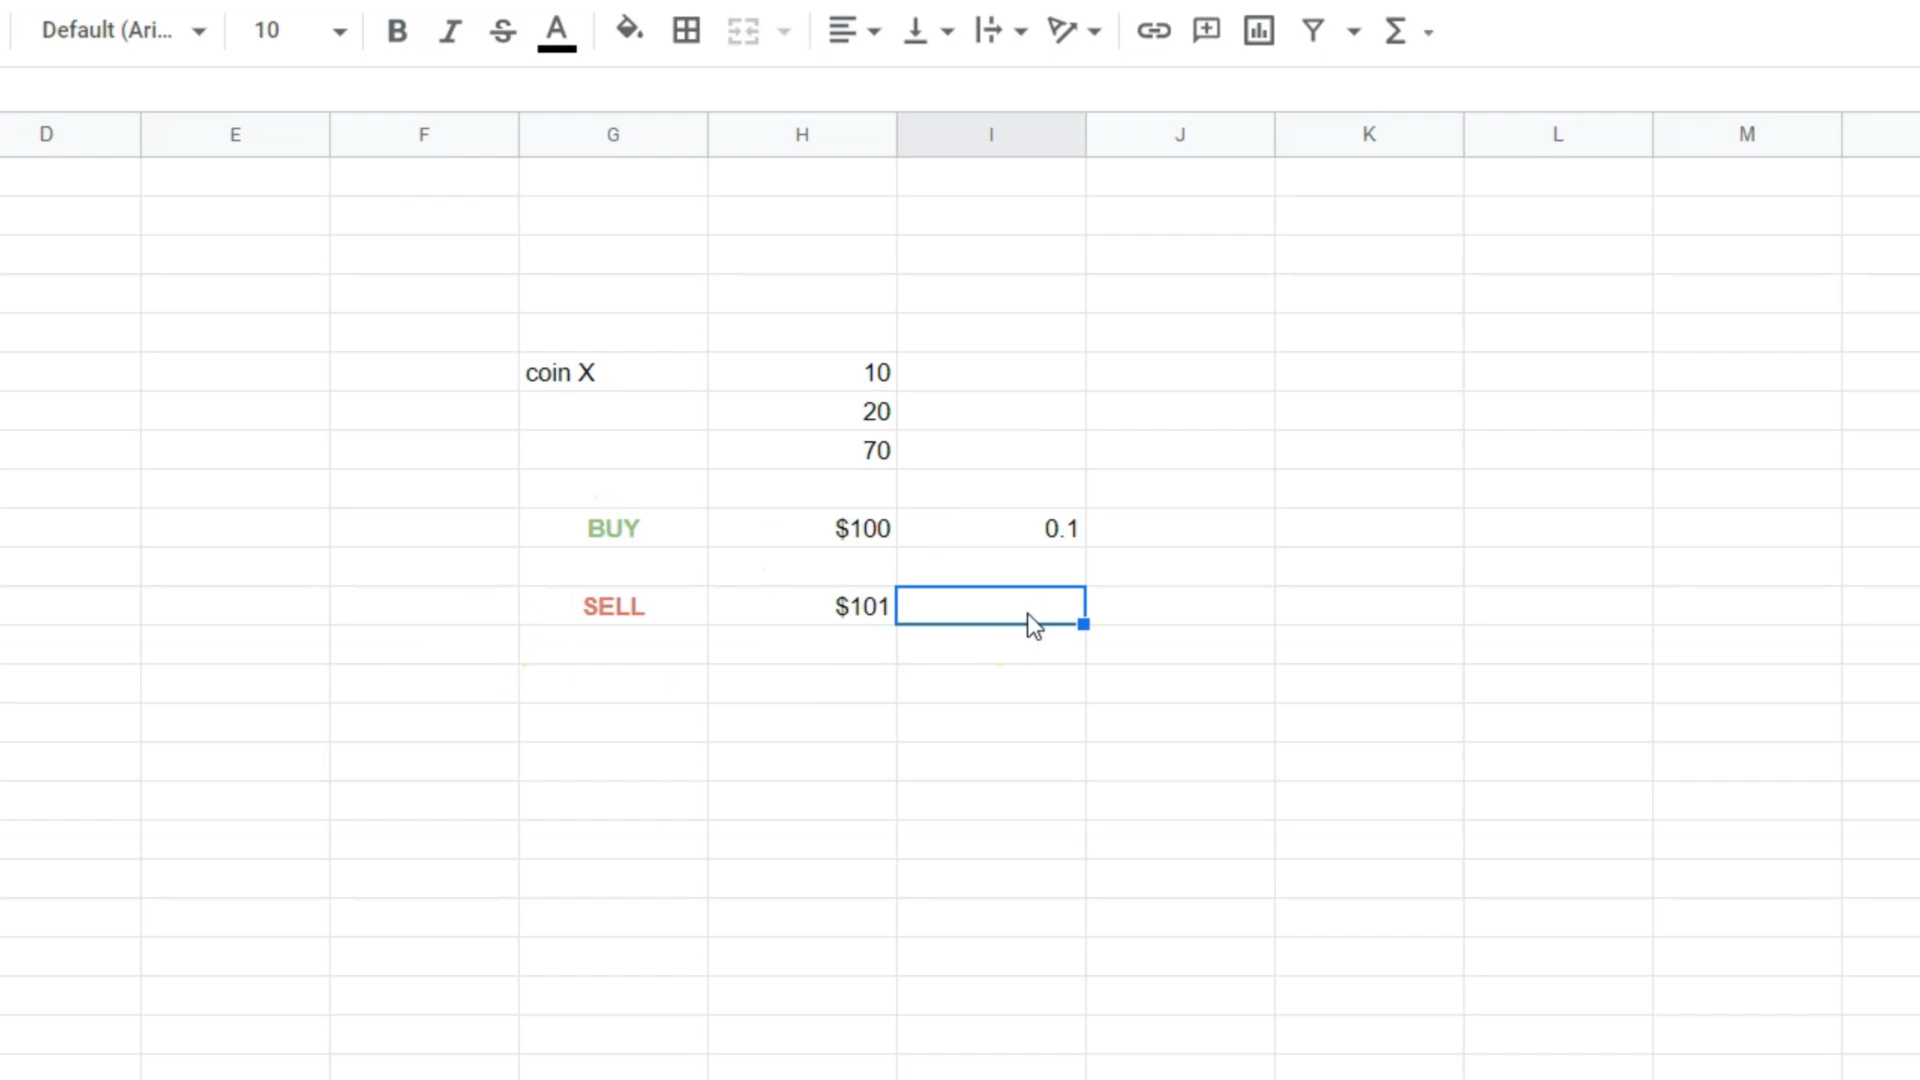 Default (Ari... 10 B I S A
D E F G H I J K L M
coin X 10
20
70
BUY $100 0.1
SELL $101